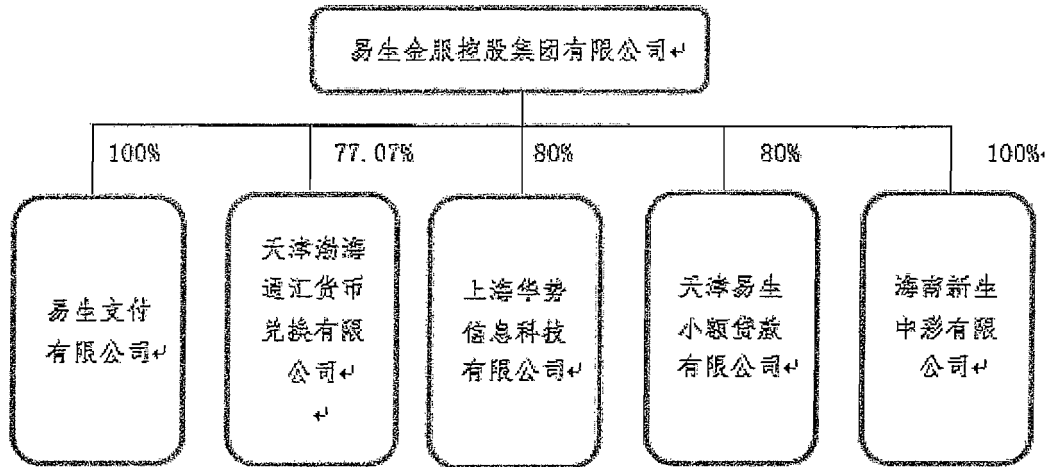 易生金服控股集团有限公司
100%
77.07%
80%
80%
100%
易生支付
有限公司
天津渤海
通汇货币
兑换有限
公司
上海华势
信息科技
有限公司
天津易生
小额贷款
有限公司
海南新生
中彩有限
公司